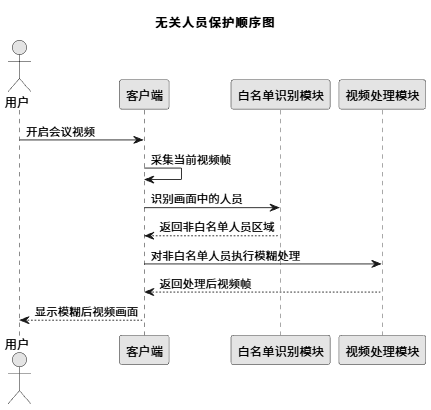 无关人员保护顺序图
用户
客户端
白名单识别模块
视频处理模块
开启会议视频
采集当前视频帧
识别画面中的人员
返回非白名单人员区域
对非白名单人员执行模糊处理
返回处理后视频帧
显示模糊后视频画面
用户
客户端
白名单识别模块
视频处理模块